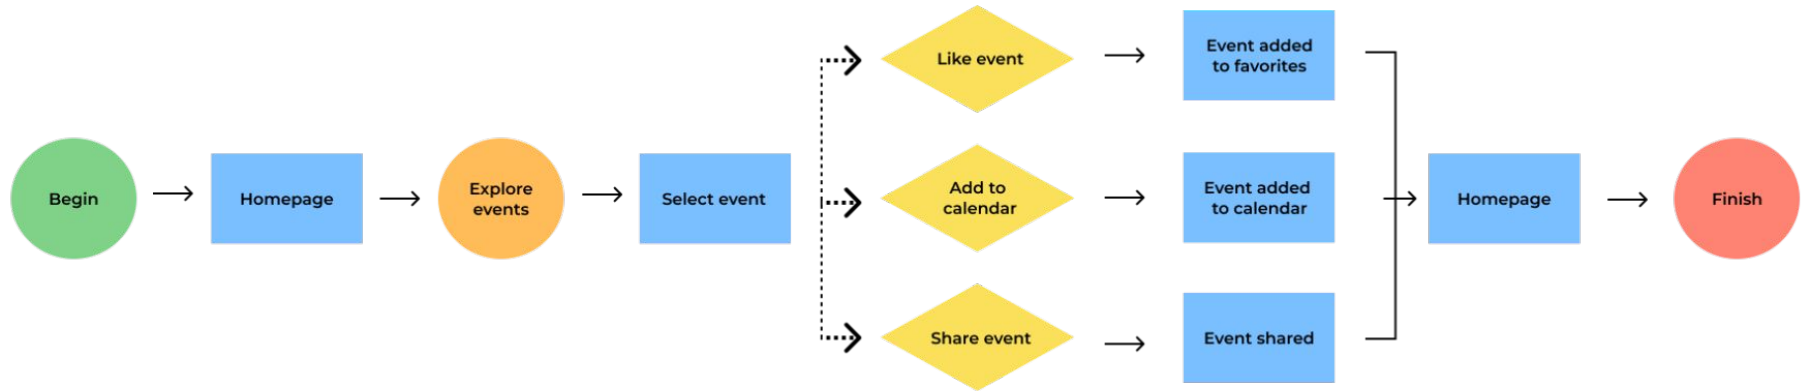 Begin
Homepage
Explore
events
Select event
Like event
Event added
to favorites
Add to
calendar
Event added
to calendar
Share event
Event shared
Homepage
Finish